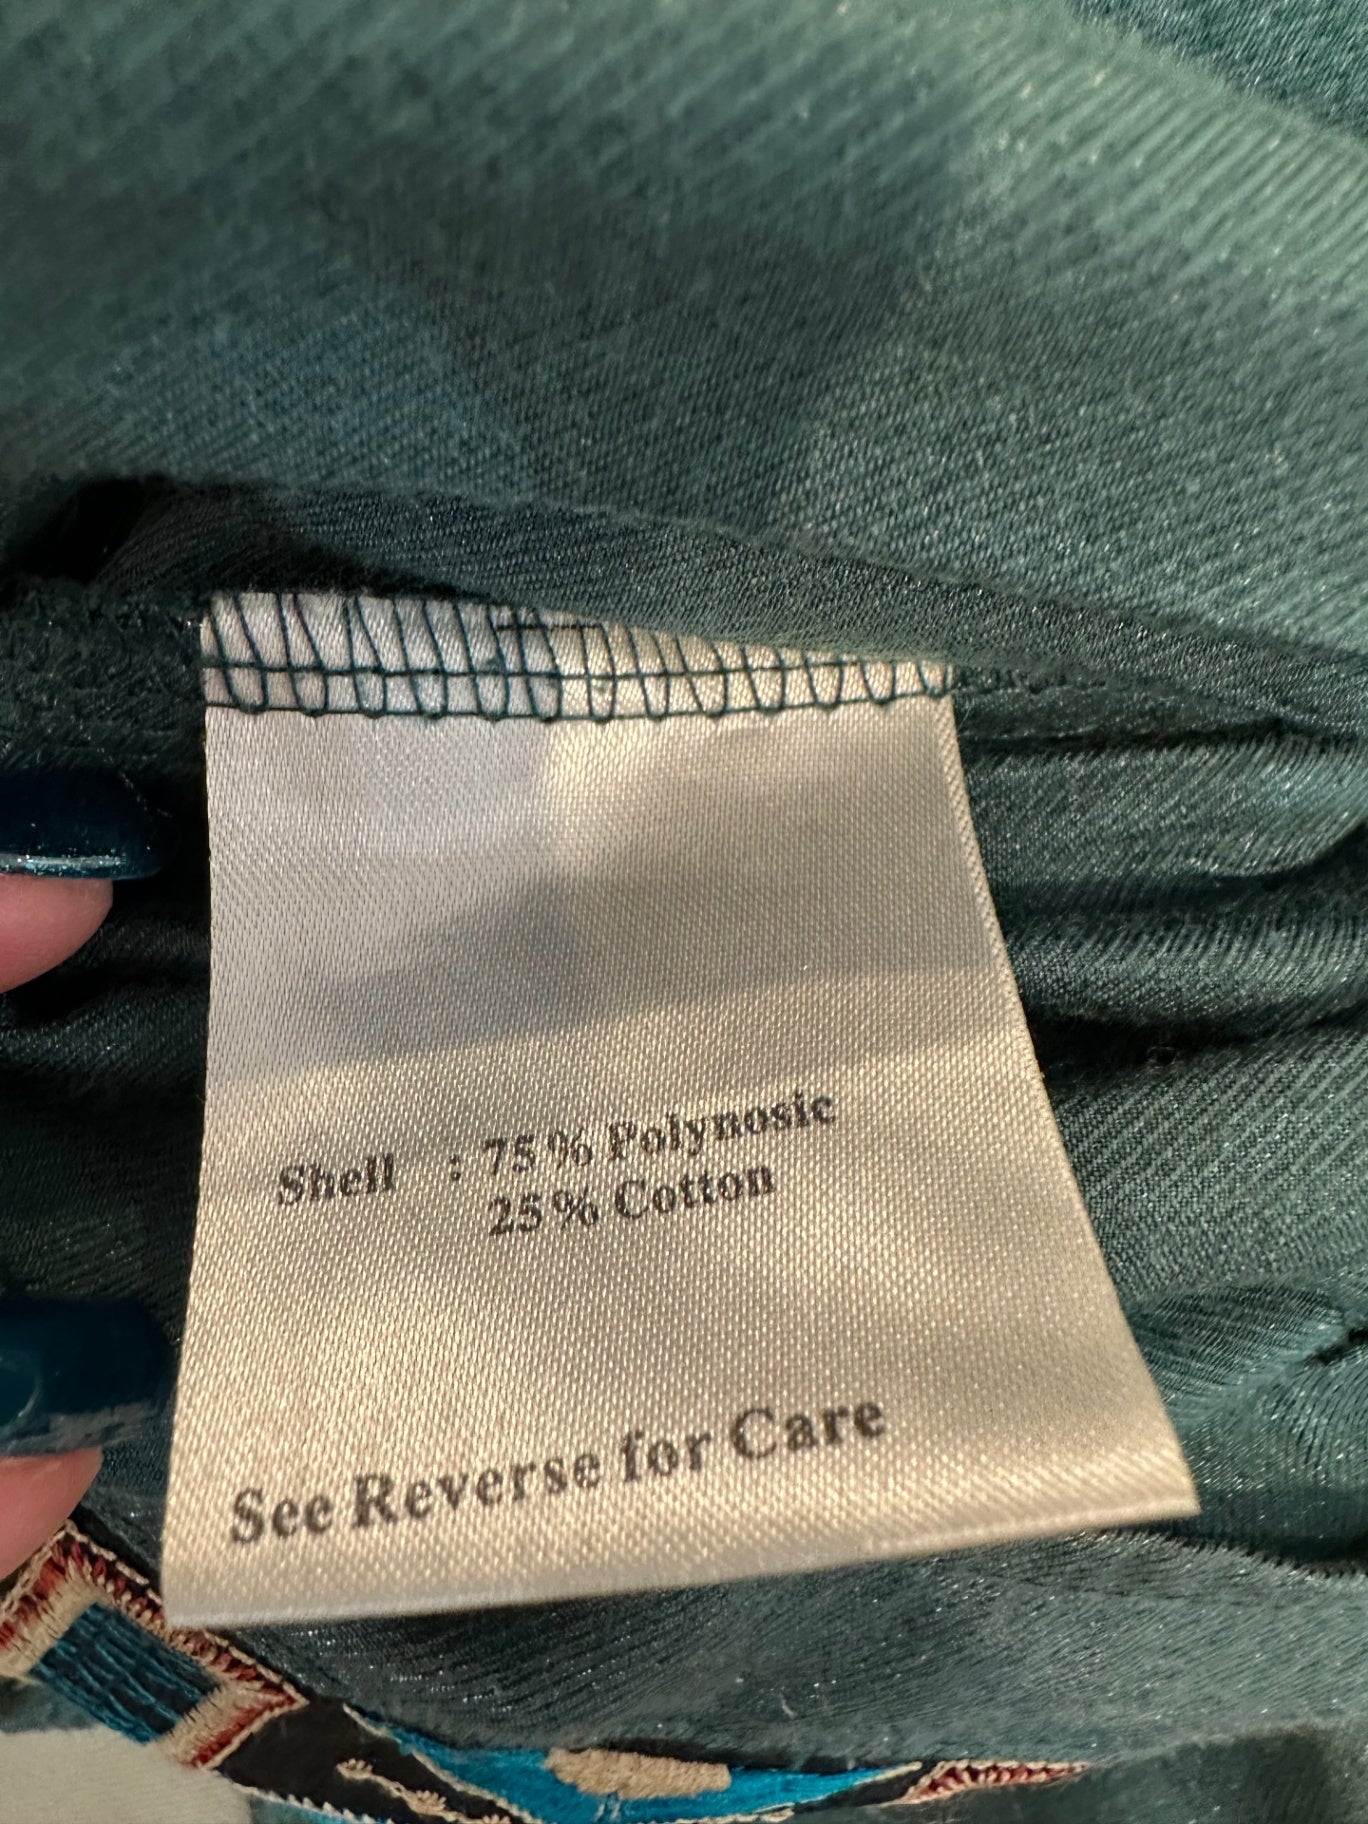 Shell : 75% Polynosic
25% Cotton
See Reverse for Care